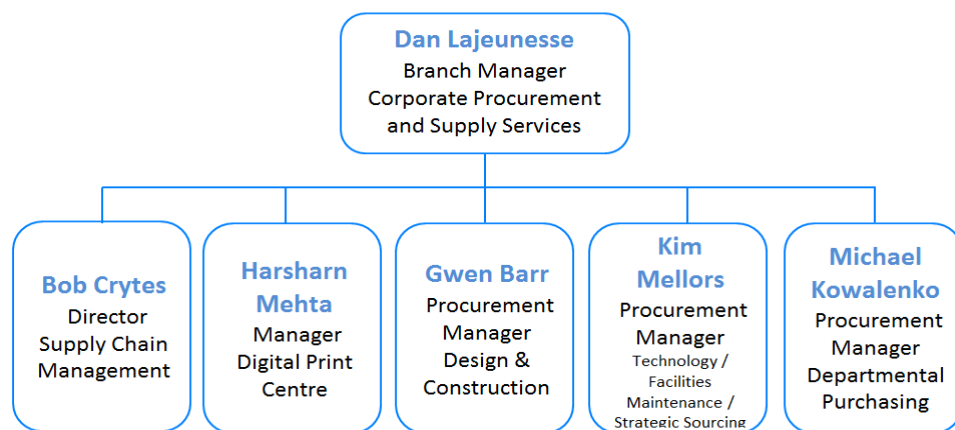 Dan Lajeunesse
Branch Manager
Corporate Procurement
and Supply Services
Bob Crytes
Director
Supply Chain
Management
Harsharn
Mehta
Manager
Digital Print
Centre
Gwen Barr
Procurement
Manager
Design &
Construction
Kim
Mellors
Procurement
Manager
Technology /
Facilities
Maintenance /
Strategic Sourcing
Michael
Kowalenko
Procurement
Manager
Departmental
Purchasing